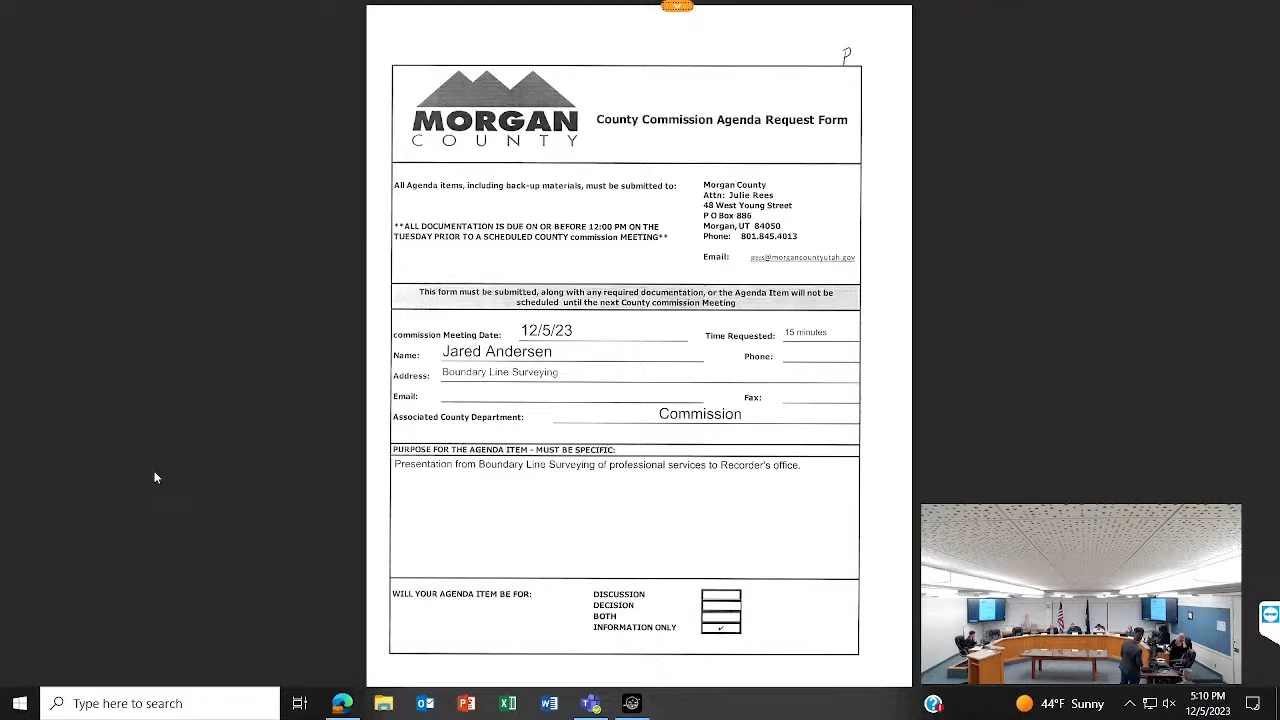 P
MORGAN
COUNTY
County Commission Agenda Request Form
All Agenda items, including back-up materials, must be submitted to:
Morgan County
Attn: Julie Rees
48 West Young Street
P O Box 886
Morgan, UT 84050
Phone: 801.845.4013
**ALL DOCUMENTATION IS DUE ON OR BEFORE 12:00 PM ON THE
TUESDAY PRIOR TO A SCHEDULED COUNTY commission MEETING**
Email: @morgancountyutah.gov
This form must be submitted, along with any required documentation, or the Agenda Item will not be
scheduled until the next County commission Meeting
commission Meeting Date: 12/5/23 Time Requested: 15 minutes
Name: Jared Andersen Phone:
Address: Boundary Line Surveying
Email: Fax:
Associated County Department: Commission
PURPOSE FOR THE AGENDA ITEM - MUST BE SPECIFIC:
Presentation from Boundary Line Surveying of professional services to Recorder's office.
WILL YOUR AGENDA ITEM BE FOR: DISCUSSION
DECISION
BOTH
INFORMATION ONLY ✓
Type here to search
44°F Sunny
5:10 PM
12/5/2023